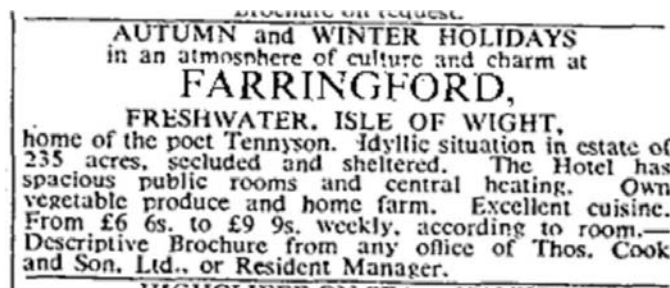 Brochure on request.
AUTUMN and WINTER HOLIDAYS
in an atmosphere of culture and charm at
FARRINGFORD,
FRESHWATER, ISLE OF WIGHT,
home of the poet Tennyson. Idyllic situation in estate of
235 acres, secluded and sheltered. The Hotel has
spacious public rooms and central heating. Own
vegetable produce and home farm. Excellent cuisine.
From £6 6s. to £9 9s. weekly, according to room.—
Descriptive Brochure from any office of Thos. Cook
and Son, Ltd., or Resident Manager.